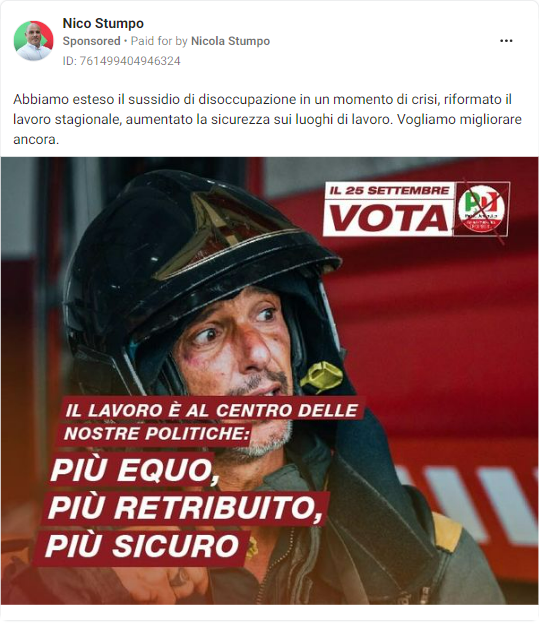 Nico Stumpo
Sponsored • Paid for by Nicola Stumpo
ID: 761499404946324
Abbiamo esteso il sussidio di disoccupazione in un momento di crisi, riformato il
lavoro stagionale, aumentato la sicurezza sui luoghi di lavoro. Vogliamo migliorare
ancora.
IL 25 SETTEMBRE
VOTA
IL LAVORO È AL CENTRO DELLE
NOSTRE POLITICHE:
PIÙ EQUO,
PIÙ RETRIBUITO,
PIÙ SICURO